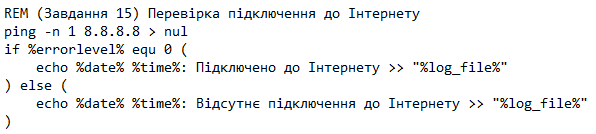 REM (Завдання 15) Перевірка підключення до Інтернету
ping -n 1 8.8.8.8 > nul
if %errorlevel% equ 0 (
    echo %date% %time%: Підключено до Інтернету >> "%log_file%"
) else (
    echo %date% %time%: Відсутнє підключення до Інтернету >> "%log_file%"
)